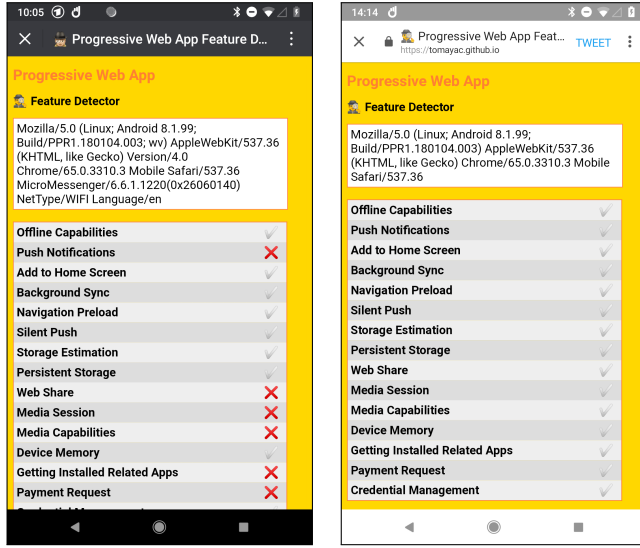 10:05
Progressive Web App Feature D...
Progressive Web App
Feature Detector
Mozilla/5.0 (Linux; Android 8.1.99;
Build/PPR1.180104.003; wv) AppleWebKit/537.36
(KHTML, like Gecko) Version/4.0
Chrome/65.0.3310.3 Mobile Safari/537.36
MicroMessenger/6.6.1.1220(0x26060140)
NetType/WIFI Language/en
Offline Capabilities
Push Notifications
Add to Home Screen
Background Sync
Navigation Preload
Silent Push
Storage Estimation
Persistent Storage
Web Share
Media Session
Media Capabilities
Device Memory
Getting Installed Related Apps
Payment Request
14:14
Progressive Web App Feat...
https://tomayac.github.io
TWEET
Progressive Web App
Feature Detector
Mozilla/5.0 (Linux; Android 8.1.99;
Build/PPR1.180104.003) AppleWebKit/537.36
(KHTML, like Gecko) Chrome/65.0.3310.3 Mobile
Safari/537.36
Offline Capabilities
Push Notifications
Add to Home Screen
Background Sync
Navigation Preload
Silent Push
Storage Estimation
Persistent Storage
Web Share
Media Session
Media Capabilities
Device Memory
Getting Installed Related Apps
Payment Request
Credential Management